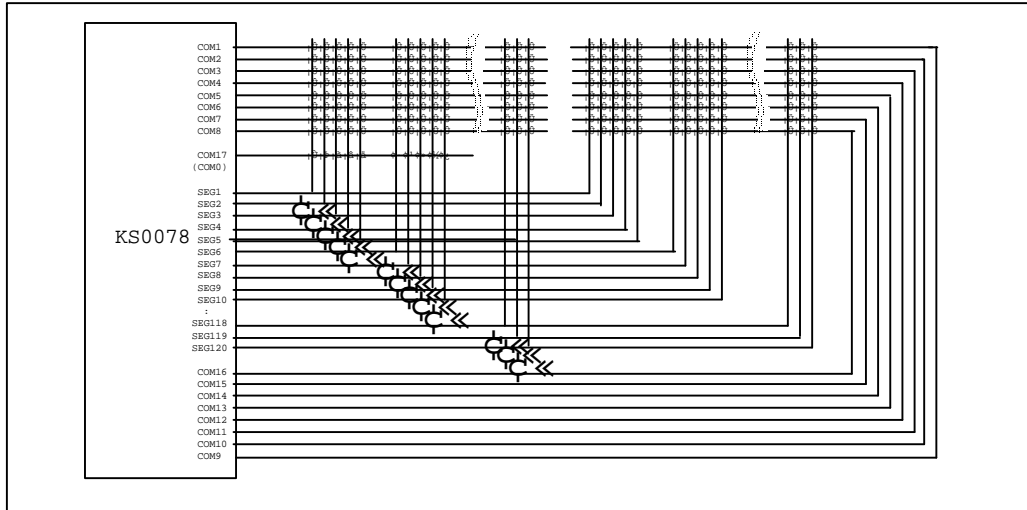 COM1
COM2
COM3
COM4
COM5
COM6
COM7
COM8
COM17
(COM0)
SEG1
SEG2
SEG3
SEG4
KS0078
SEG5
SEG6
SEG7
SEG8
SEG9
SEG10
:
SEG118
SEG119
SEG120
COM16
COM15
COM14
COM13
COM12
COM11
COM10
COM9